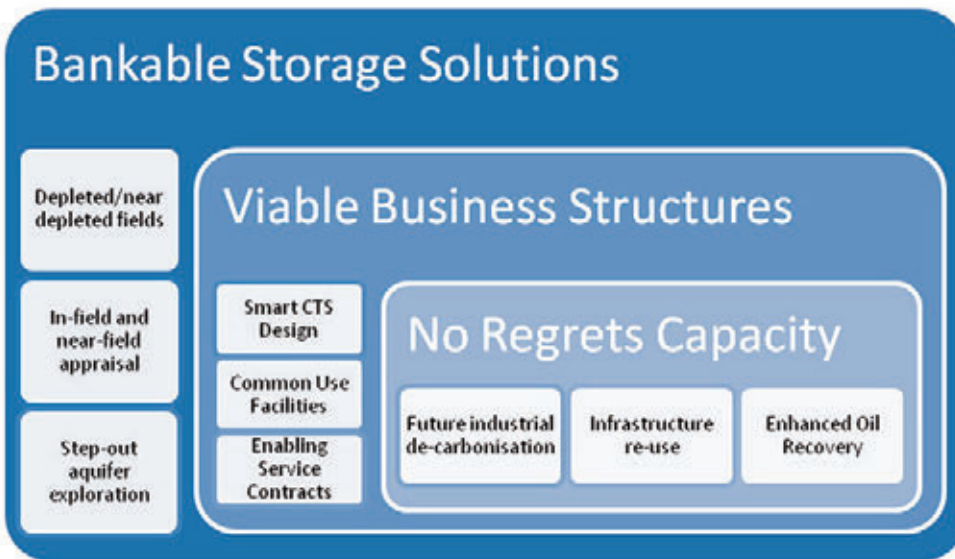 Bankable Storage Solutions
Depleted/near
depleted fields
In-field and
near-field
appraisal
Step-out
aquifer
exploration
Viable Business Structures
Smart CTS
Design
Common Use
Facilities
Enabling
Service
Contracts
No Regrets Capacity
Future industrial
de-carbonisation
Infrastructure
re-use
Enhanced Oil
Recovery